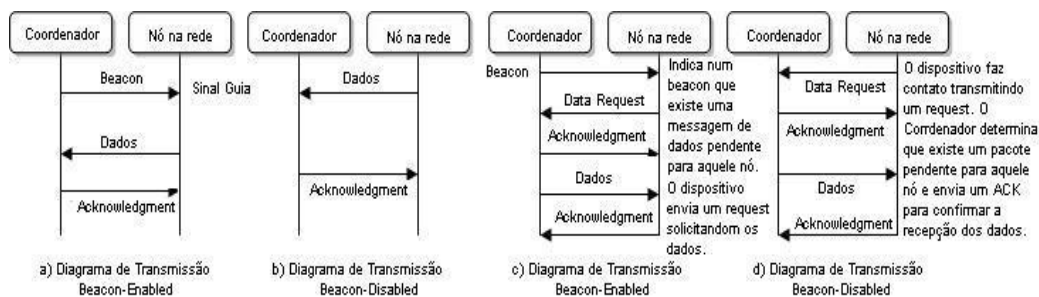 Coordenador
Nó na rede
Beacon
Sinal Guia
Dados
Acknowledgment
a) Diagrama de Transmissão
Beacon-Enabled
Coordenador
Nó na rede
Dados
Acknowledgment
b) Diagrama de Transmissão
Beacon-Disabled
Coordenador
Nó na rede
Beacon
Data Request
Acknowledgment
Dados
Acknowledgment
Indica num
beacon que
existe uma
messagem de
dados pendente
para aquele nó.
O dispositivo
envia um request
solicitandom os
dados.
c) Diagrama de Transmissão
Beacon-Enabled
Coordenador
Nó na rede
Data Request
Acknowledgment
Dados
Acknowledgment
O dispositivo faz
contato transmitindo
um request. O
Corrdenador determina
que existe um pacote
pendente para aquele
nó e envia um ACK
para confirmar a
recepção dos dados.
d) Diagrama de Transmissão
Beacon-Disabled